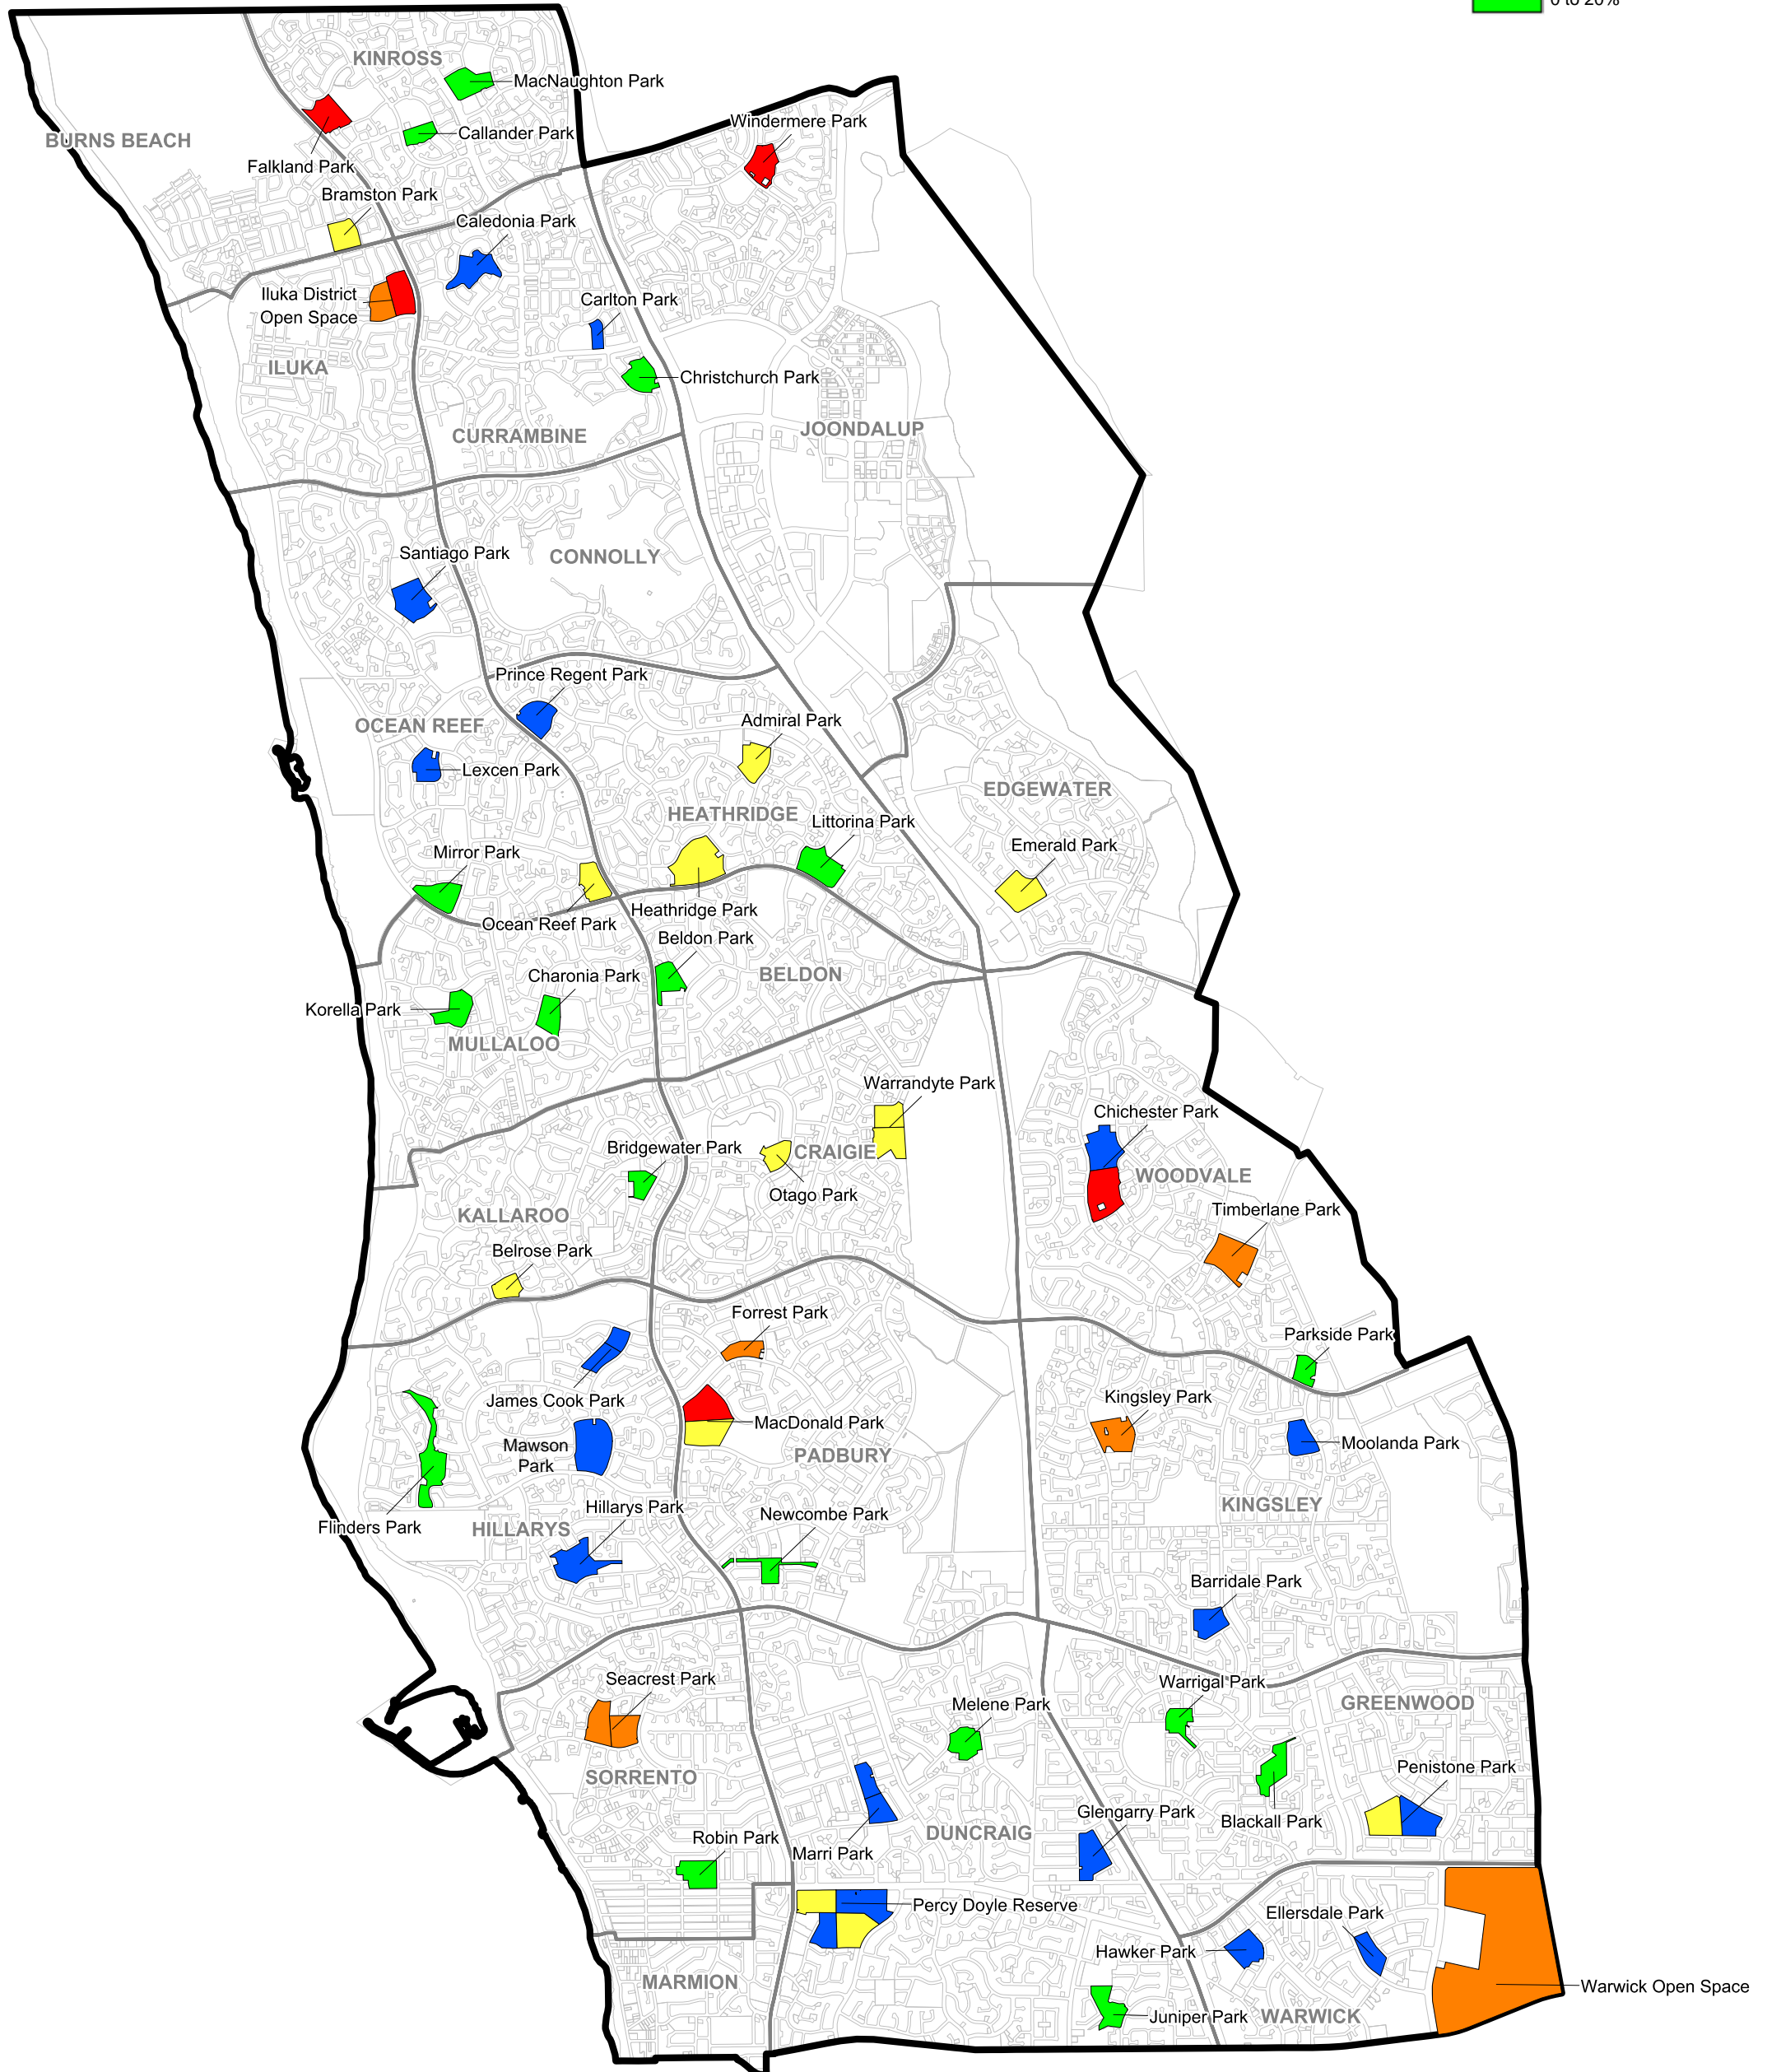 0 to 20%
KINROSS
MacNaughton Park
BURNS BEACH
Callander Park
Windermere Park
Falkland Park
Bramston Park
Caledonia Park
Iluka District
Open Space
Carlton Park
ILUKA
Christchurch Park
CURRAMBINE
JOONDALUP
Santiago Park
CONNOLLY
Prince Regent Park
OCEAN REEF
Admiral Park
Lexcen Park
EDGEWATER
HEATHRIDGE
Littorina Park
Mirror Park
Emerald Park
Heathridge Park
Ocean Reef Park
Beldon Park
BELDON
Charonia Park
Korella Park
MULLALOO
Warrandyte Park
Chichester Park
Bridgewater Park
CRAIGIE
WOODVALE
Otago Park
KALLAROO
Timberlane Park
Belrose Park
Forrest Park
Parkside Park
James Cook Park
Kingsley Park
MacDonald Park
Mawson
Park
PADBURY
Moolanda Park
Hillarys Park
KINGSLEY
Newcombe Park
Flinders Park
HILLARYS
Barridale Park
Seacrest Park
Warrigal Park
Melene Park
GREENWOOD
Penistone Park
SORRENTO
Glengarry Park
Blackall Park
DUNCRAIG
Robin Park
Marri Park
Percy Doyle Reserve
Ellersdale Park
Hawker Park
MARMION
Warwick Open Space
Juniper Park
WARWICK